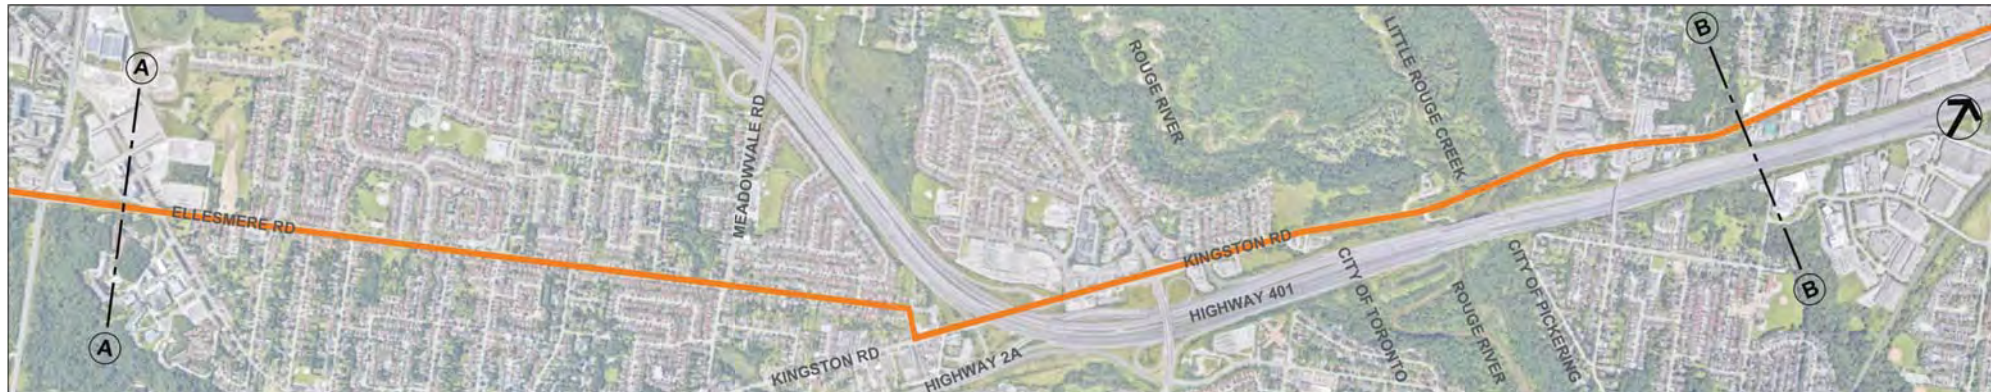 A
A
ELLESMERE RD
MEADOWVALE RD
ROUGE RIVER
LITTLE ROUGE CREEK
B
B
KINGSTON RD
KINGSTON RD
HIGHWAY 401
HIGHWAY 2A
CITY OF TORONTO
ROUGE RIVER
CITY OF PICKERING